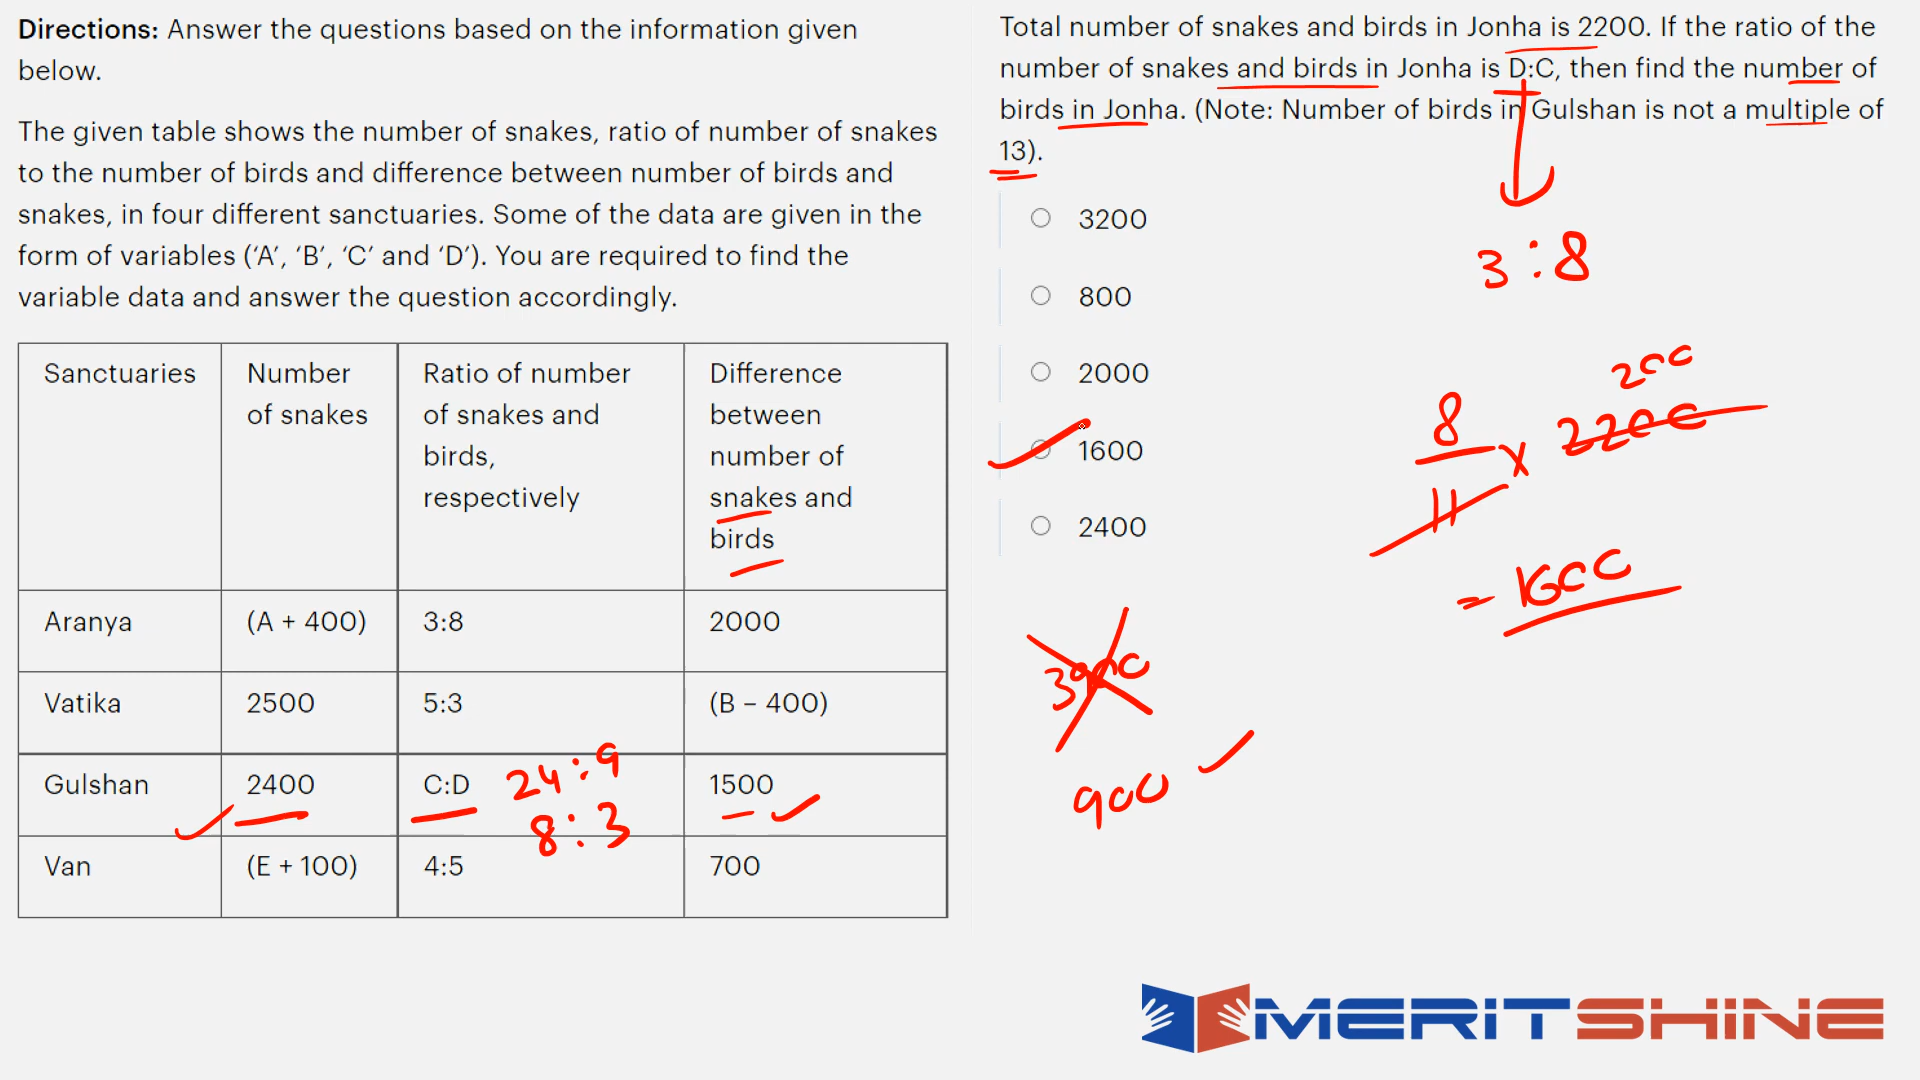 Directions: Answer the questions based on the information given
below.
The given table shows the number of snakes, ratio of number of snakes
to the number of birds and difference between number of birds and
snakes, in four different sanctuaries. Some of the data are given in the
form of variables (‘A’, ‘B’, ‘C’ and ‘D’). You are required to find the
variable data and answer the question accordingly.
Sanctuaries
Number
of snakes
Ratio of number
of snakes and
birds,
respectively
Difference
between
number of
snakes and
birds
Aranya (A + 400) 3:8 2000
Vatika 2500 5:3 (B – 400)
Gulshan 2400 C:D 24:9 1500
8:3
Van (E + 100) 4:5 700
Total number of snakes and birds in Jonha is 2200. If the ratio of the
number of snakes and birds in Jonha is D:C, then find the number of
birds in Jonha. (Note: Number of birds in Gulshan is not a multiple of
13).
3200
800
2000
1600
2400
3:8
200
8 x 2200
11
= 1600
3900
900
MERITSHINE